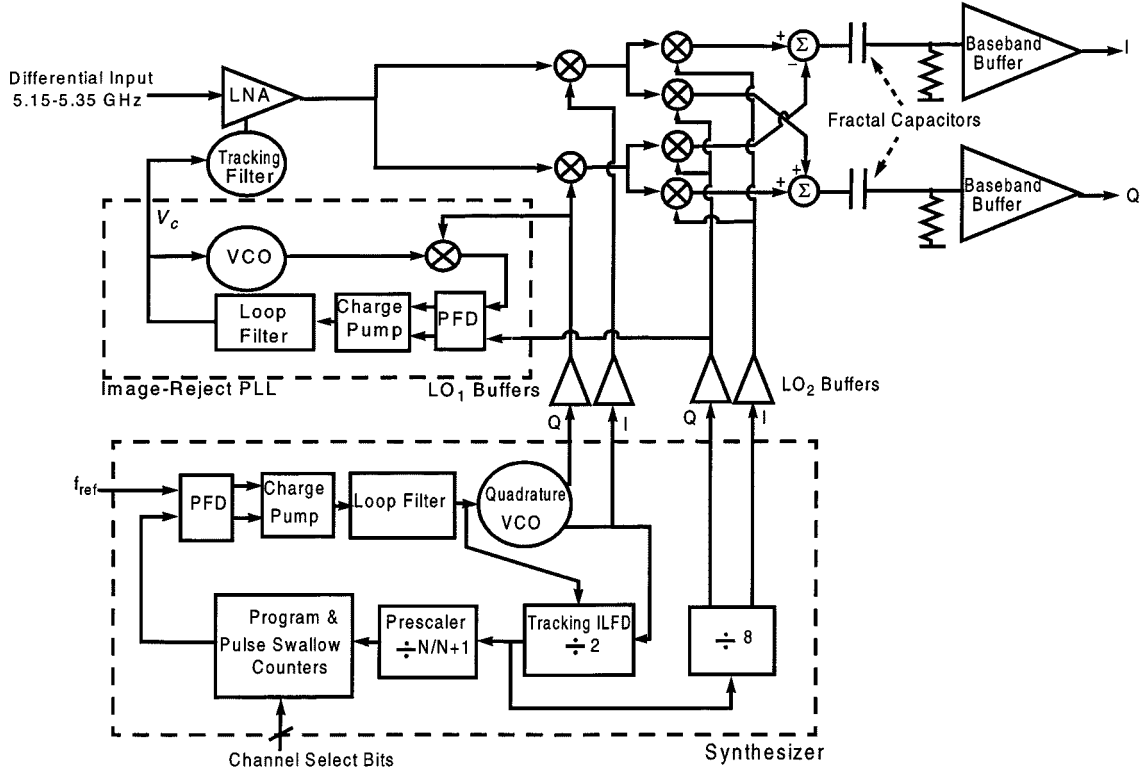 Differential Input
5.15-5.35 GHz
LNA
Tracking
Filter
+
Σ
−
Baseband
Buffer
I
Fractal Capacitors
+
+
Σ
Baseband
Buffer
Q
Vc
VCO
Loop
Filter
Charge
Pump
PFD
Image-Reject PLL
LO1 Buffers
LO2 Buffers
Q
I
Q
I
fref
PFD
Charge
Pump
Loop Filter
Quadrature
VCO
Program &
Pulse Swallow
Counters
Prescaler
÷N/N+1
Tracking ILFD
÷2
÷ 8
Channel Select Bits
Synthesizer